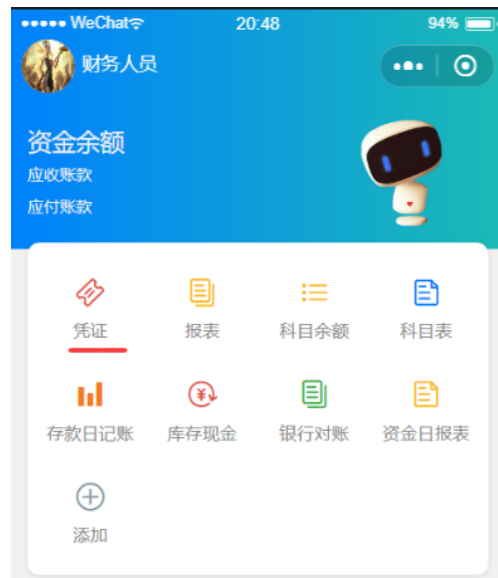 WeChat 20:48 94%
财务人员
资金余额
应收账款
应付账款
凭证 报表 科目余额 科目表
存款日记账 库存现金 银行对账 资金日报表
添加